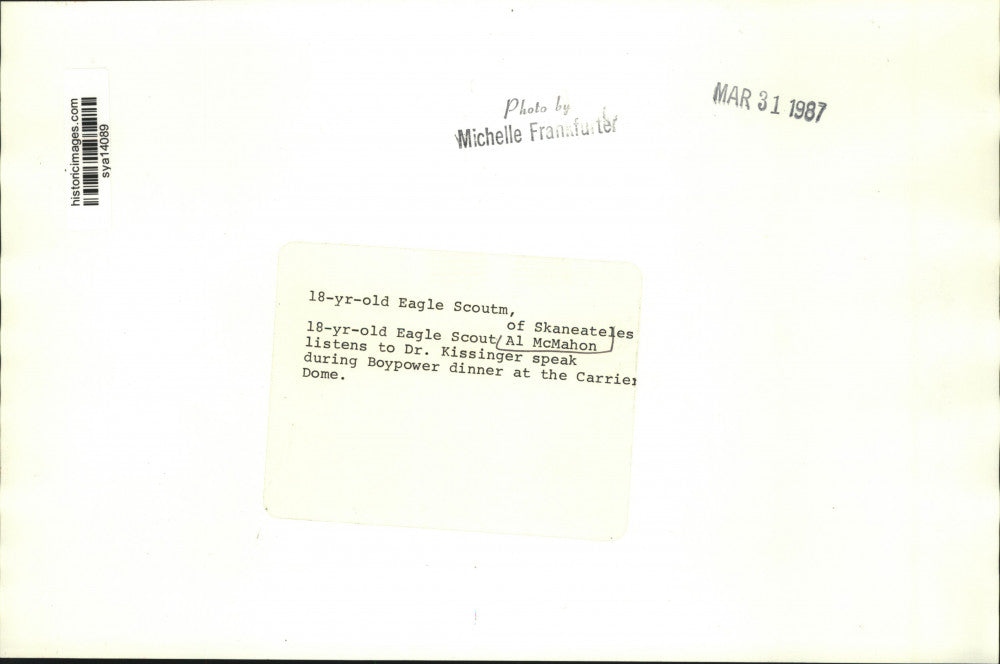 historicimages.com
sya14089
Photo by
Michelle Frankfurter
MAR 31 1987
18-yr-old Eagle Scoutm,
of Skaneateles
18-yr-old Eagle Scout Al McMahon
listens to Dr. Kissinger speak
during Boypower dinner at the Carrier
Dome.